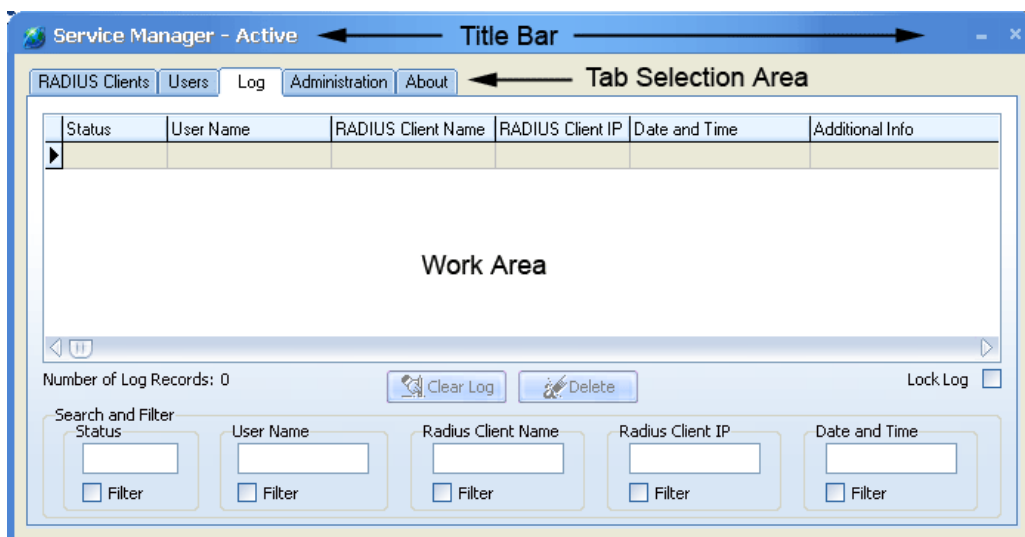 Service Manager - Active Title Bar
RADIUS Clients Users Log Administration About Tab Selection Area
Status User Name RADIUS Client Name RADIUS Client IP Date and Time Additional Info
Work Area
Number of Log Records: 0 Clear Log Delete Lock Log
Search and Filter
Status User Name Radius Client Name Radius Client IP Date and Time
Filter Filter Filter Filter Filter